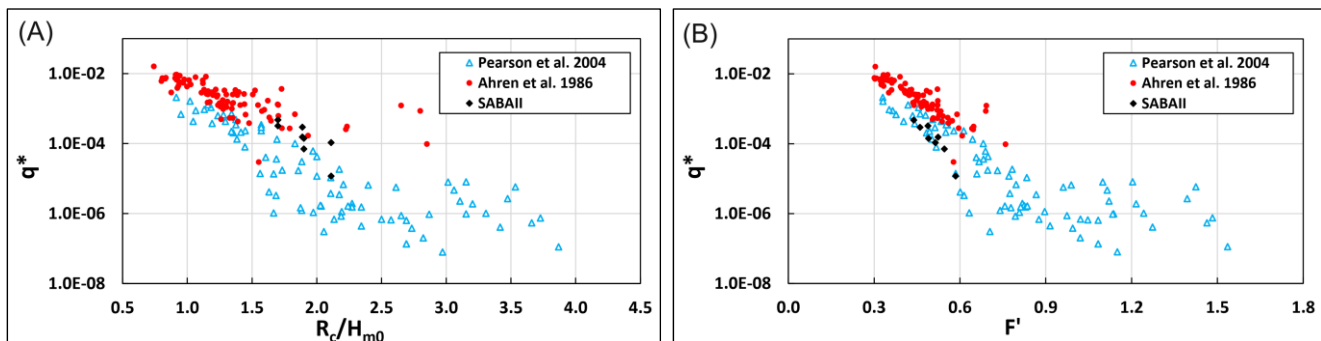 (A)
1.0E-02
1.0E-04
1.0E-06
1.0E-08
q*
0.5 1.0 1.5 2.0 2.5 3.0 3.5 4.0 4.5
Rc/Hm0
Pearson et al. 2004
Ahren et al. 1986
SABAII
(B)
1.0E-02
1.0E-04
1.0E-06
1.0E-08
q*
0.0 0.3 0.6 0.9 1.2 1.5 1.8
F'
Pearson et al. 2004
Ahren et al. 1986
SABAII